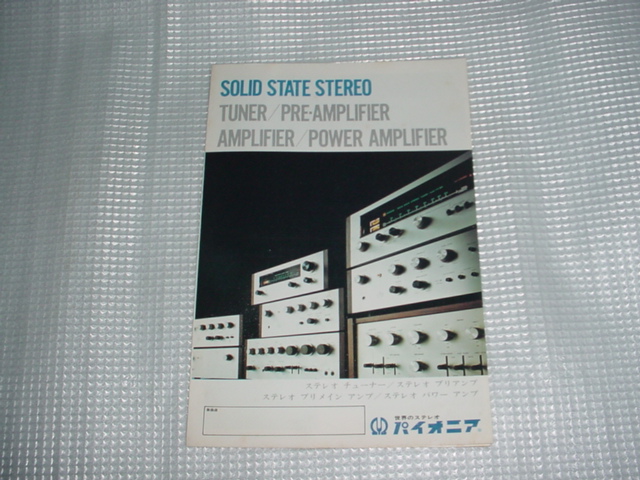 SOLID STATE STEREO
TUNER/PRE-AMPLIFIER
AMPLIFIER/POWER AMPLIFIER
ステレオ チューナー/ステレオ プリアンプ
ステレオ プリメイン アンプ/ステレオ パワー アンプ
世界のステレオ
パイオニア